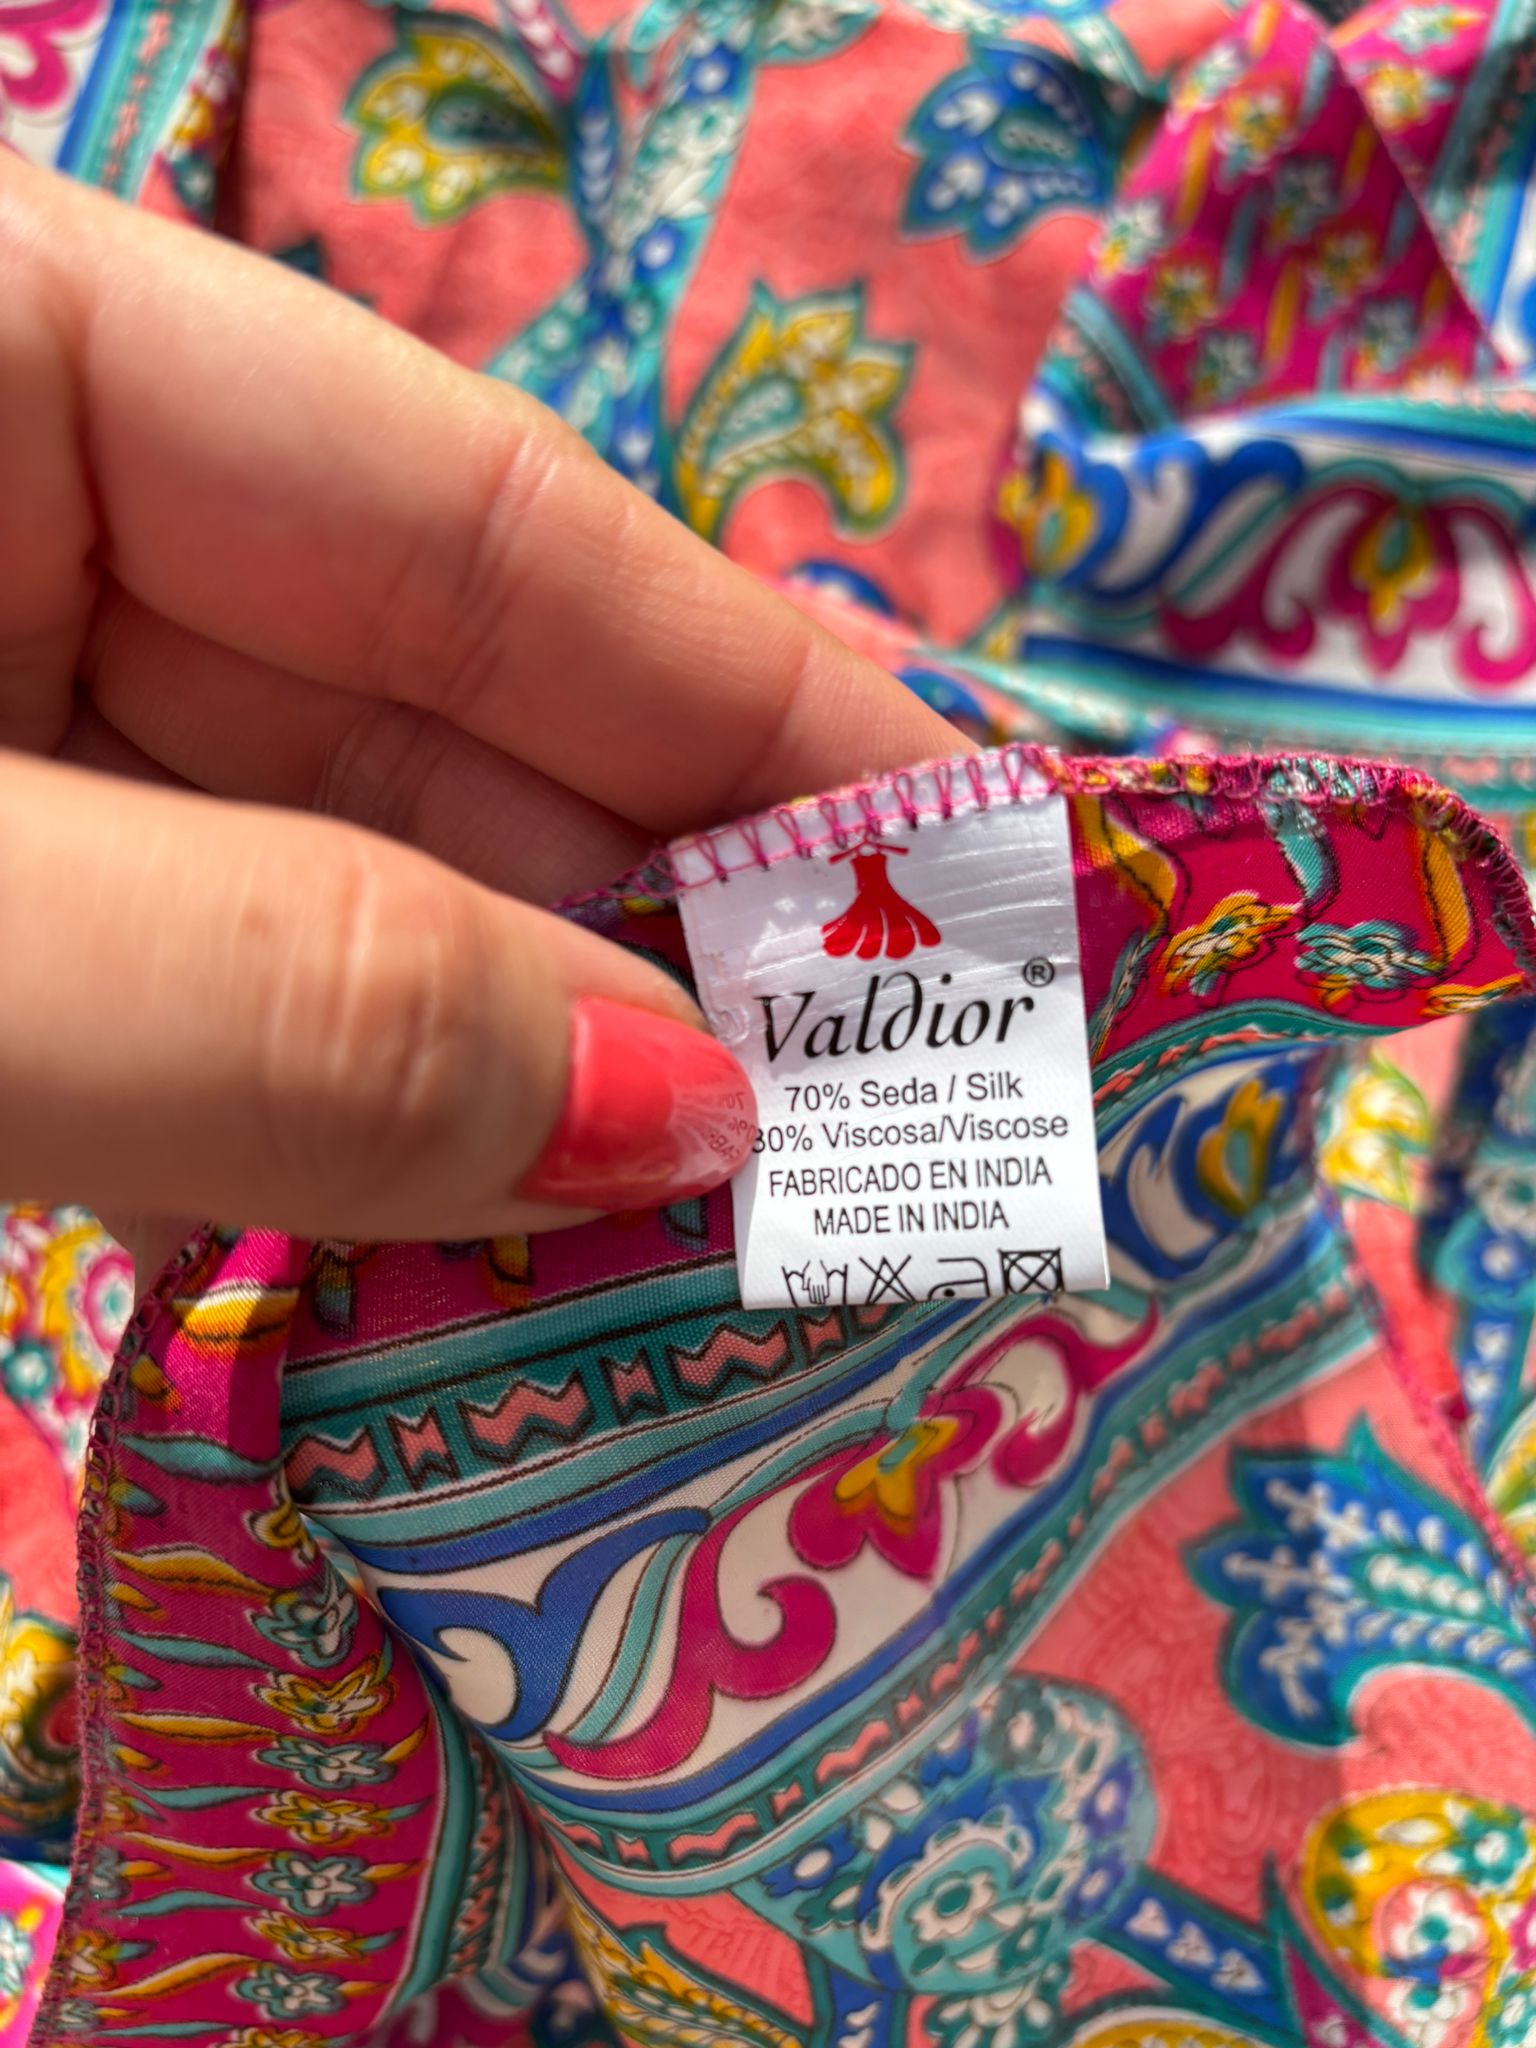 Valdior®
70% Seda / Silk
30% Viscosa/Viscose
FABRICADO EN INDIA
MADE IN INDIA